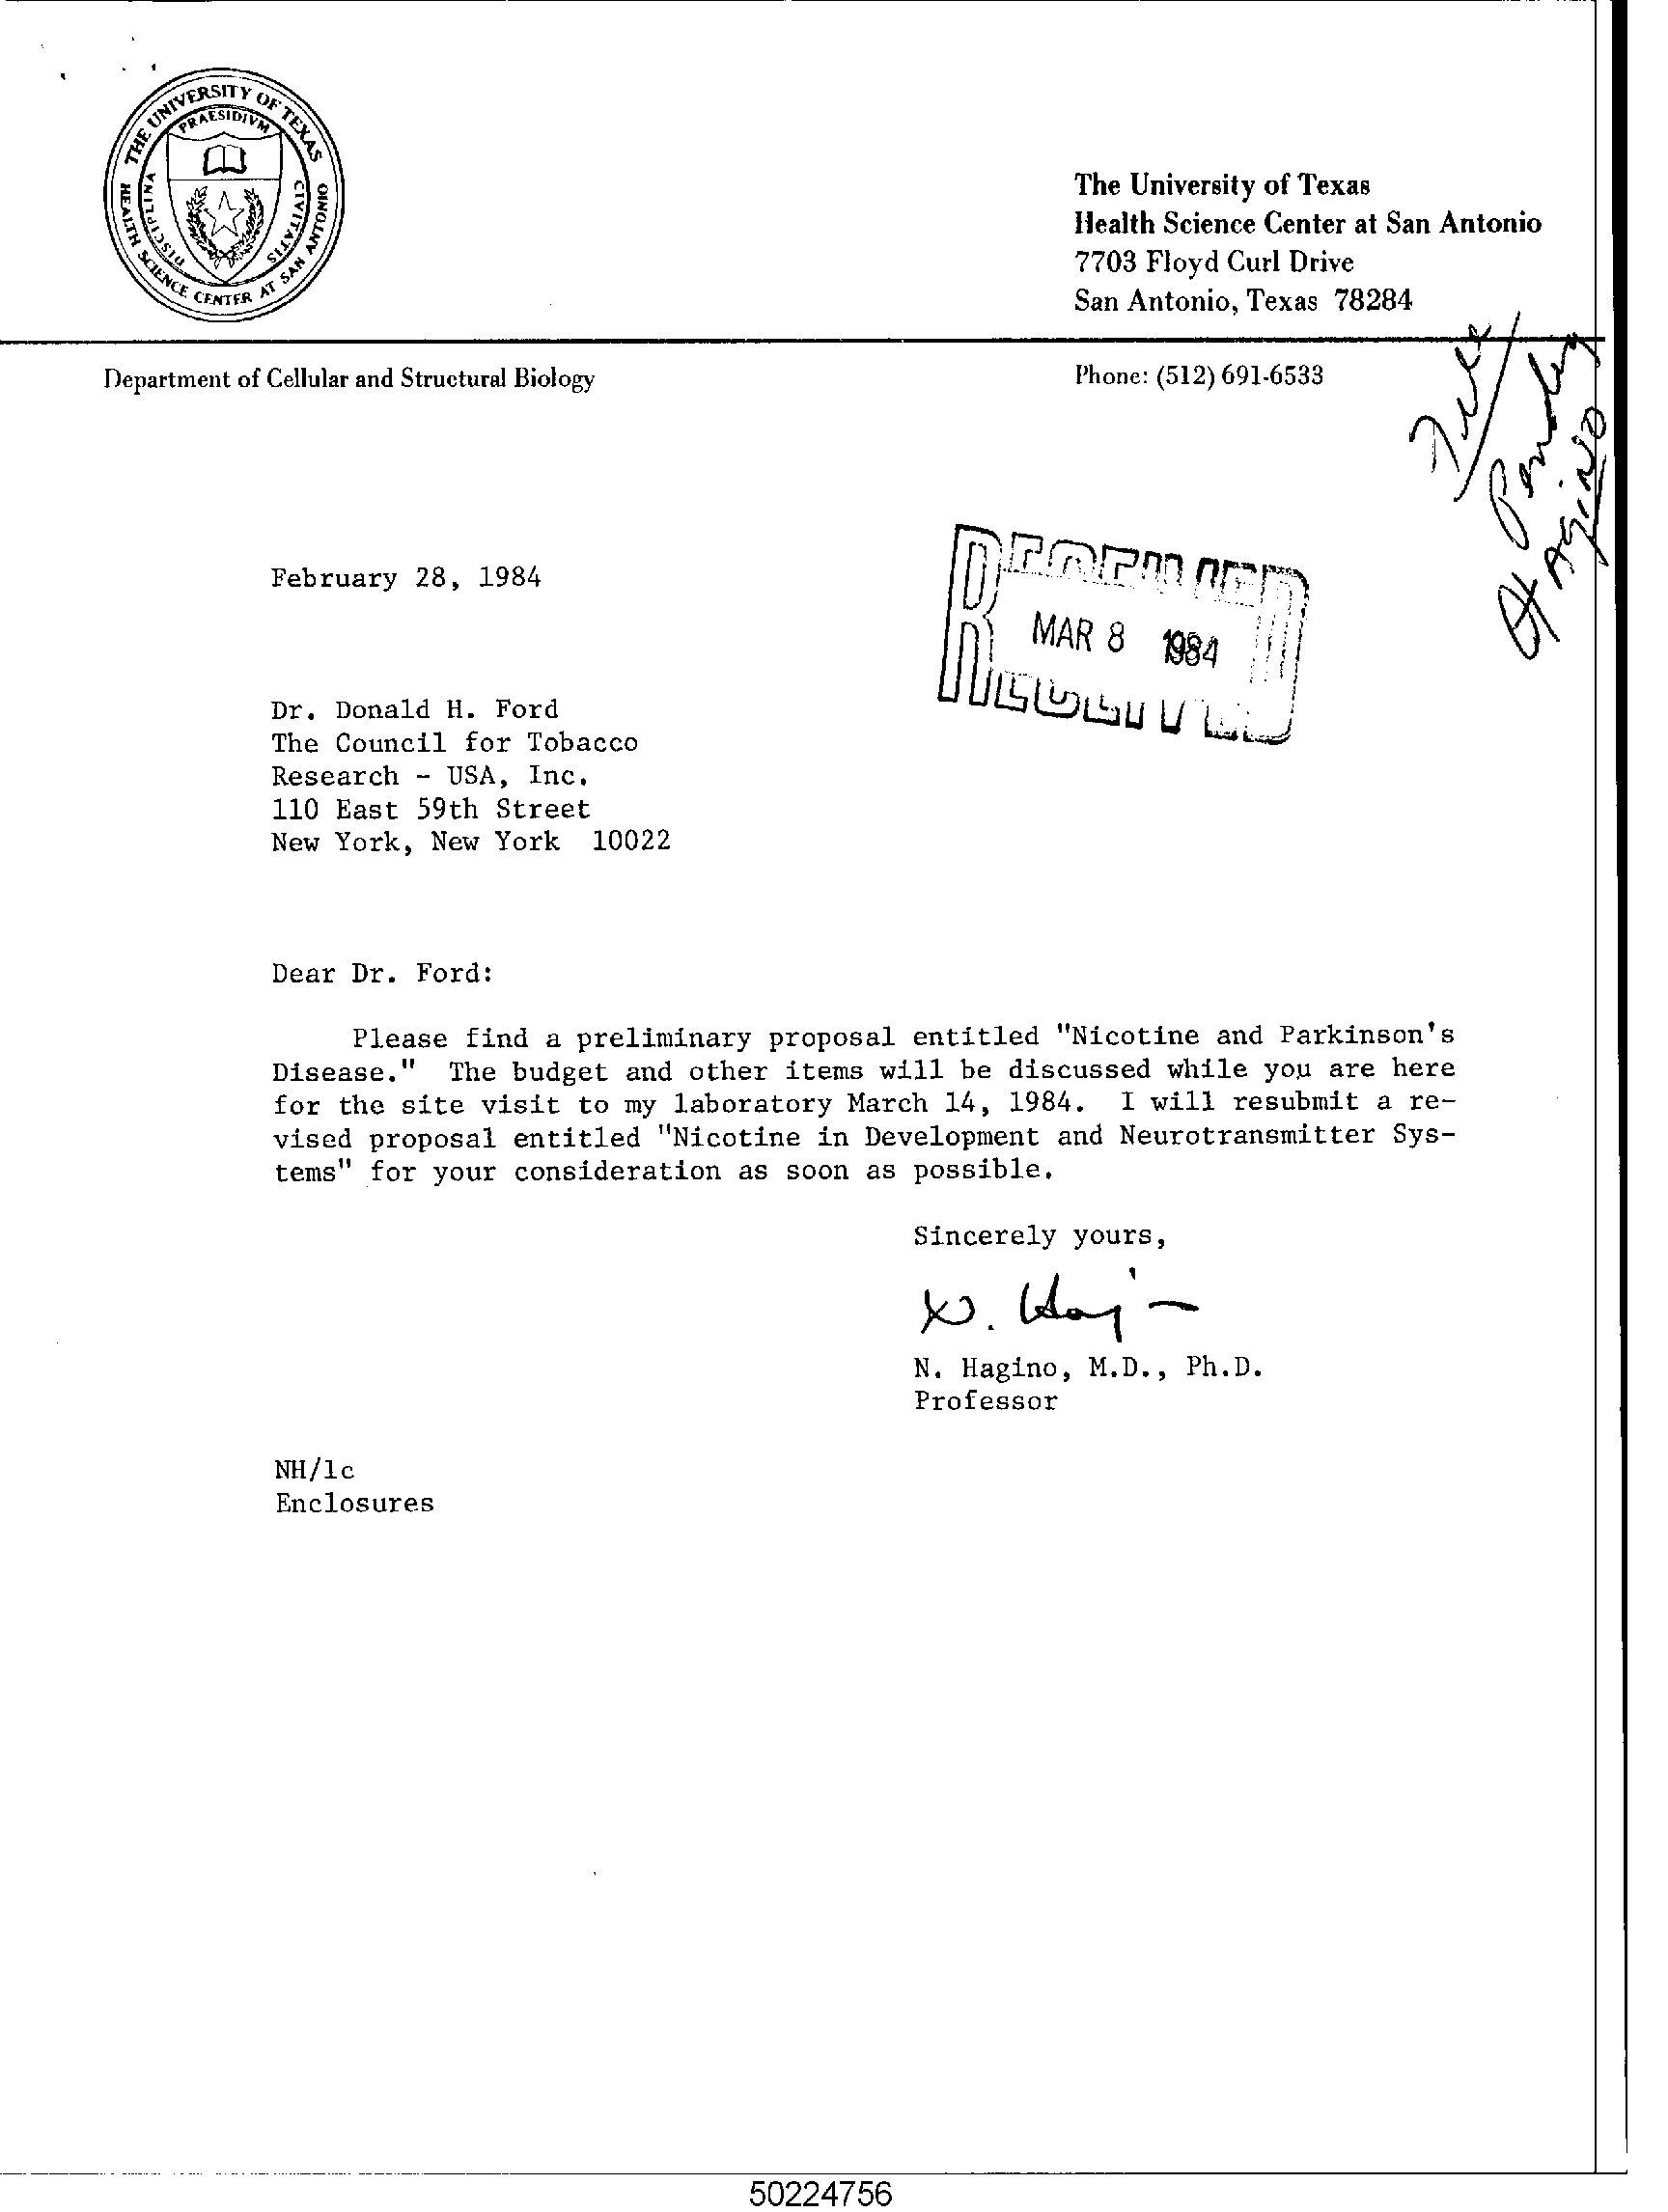 THE UNIVERSITY OF TEXAS
HEALTH SCIENCE CENTER AT SAN ANTONIO
PRAESIDIVM
DISCIPLINA CIVITATIS
The University of Texas
Health Science Center at San Antonio
7703 Floyd Curl Drive
San Antonio, Texas 78284
Department of Cellular and Structural Biology
Phone: (512) 691-6533
Hagino
February 28, 1984
RECEIVED
MAR 8 1984
RECEIVED
Dr. Donald H. Ford
The Council for Tobacco
Research - USA, Inc.
110 East 59th Street
New York, New York 10022
Dear Dr. Ford:
Please find a preliminary proposal entitled "Nicotine and Parkinson's
Disease." The budget and other items will be discussed while you are here
for the site visit to my laboratory March 14, 1984. I will resubmit a re-
vised proposal entitled "Nicotine in Development and Neurotransmitter Sys-
tems" for your consideration as soon as possible.
Sincerely yours,
N. Hagino, M.D., Ph.D.
Professor
NH/lc
Enclosures
50224756